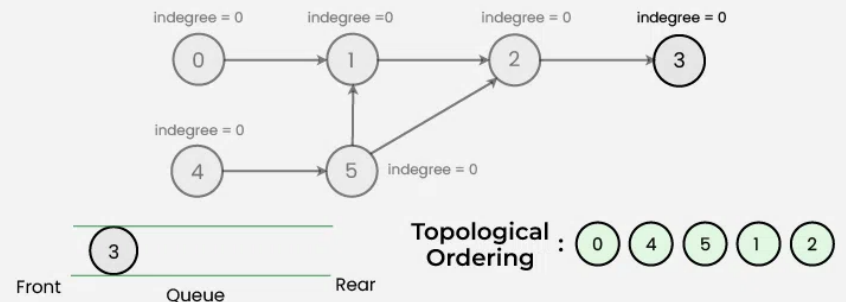 indegree = 0 indegree =0 indegree = 0 indegree = 0
0 1 2 3
indegree = 0
4 5 indegree = 0
3
Front Queue Rear
Topological
Ordering : 0 4 5 1 2